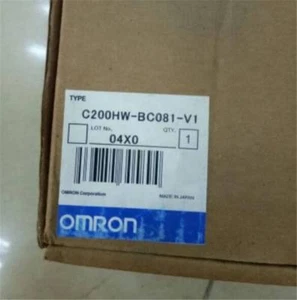 TYPE
C200HW-BC081-V1
LOT No. QTY.
04X0 1
OMRON Corporation MADE IN JAPAN
OMRON